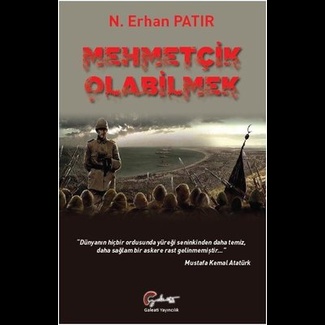 N. Erhan PATIR
MEHMETÇİK
OLABİLMEK
"Dünyanın hiçbir ordusunda yüreği seninkinden daha temiz,
daha sağlam bir askere rast gelinmemiştir..."
Mustafa Kemal Atatürk
Galeati Yayıncılık